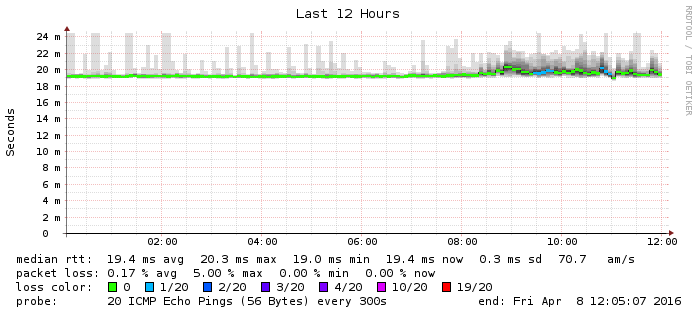 Last 12 Hours
RRDTOOL / TOBI OETIKER
Seconds
24 m
22 m
20 m
18 m
16 m
14 m
12 m
10 m
8 m
6 m
4 m
2 m
0
02:00 04:00 06:00 08:00 10:00 12:00
median rtt: 19.4 ms avg 20.3 ms max 19.0 ms min 19.4 ms now 0.3 ms sd 70.7 am/s
packet loss: 0.17 % avg 5.00 % max 0.00 % min 0.00 % now
loss color: 0 1/20 2/20 3/20 4/20 10/20 19/20
probe: 20 ICMP Echo Pings (56 Bytes) every 300s end: Fri Apr 8 12:05:07 2016